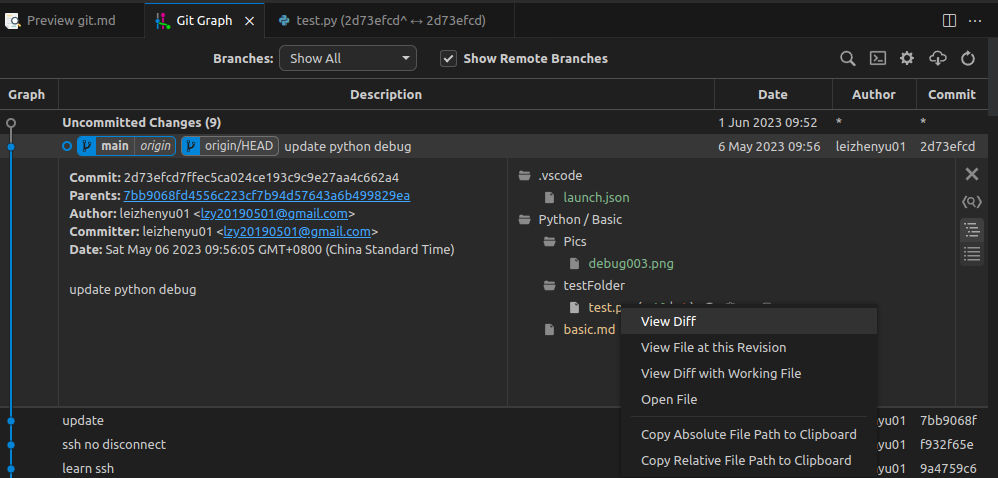 Preview git.md
Git Graph
test.py (2d73efcd^ ↔ 2d73efcd)
Branches: Show All
Show Remote Branches
Graph Description Date Author Commit
Uncommitted Changes (9) 1 Jun 2023 09:52 * *
main origin origin/HEAD update python debug 6 May 2023 09:56 leizhenyu01 2d73efcd
Commit: 2d73efcd7ffec5ca024ce193c9c9e27aa4c662a4
Parents: 7bb9068fd4556c223cf7b94d57643a6b499829ea
Author: leizhenyu01 <lzy20190501@gmail.com>
Committer: leizhenyu01 <lzy20190501@gmail.com>
Date: Sat May 06 2023 09:56:05 GMT+0800 (China Standard Time)
update python debug
.vscode
launch.json
Python / Basic
Pics
debug003.png
testFolder
test.p
basic.md
View Diff
View File at this Revision
View Diff with Working File
Open File
Copy Absolute File Path to Clipboard
Copy Relative File Path to Clipboard
update yu01 7bb9068f
ssh no disconnect yu01 f932f65e
learn ssh yu01 9a4759c6